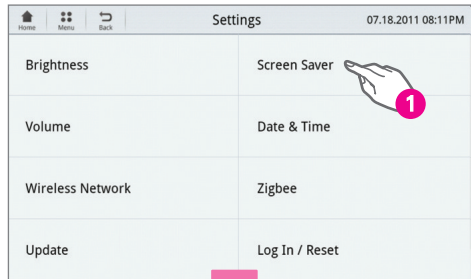 Home Menu Back Settings 07.18.2011 08:11PM
Brightness Screen Saver
1
Volume Date & Time
Wireless Network Zigbee
Update Log In / Reset